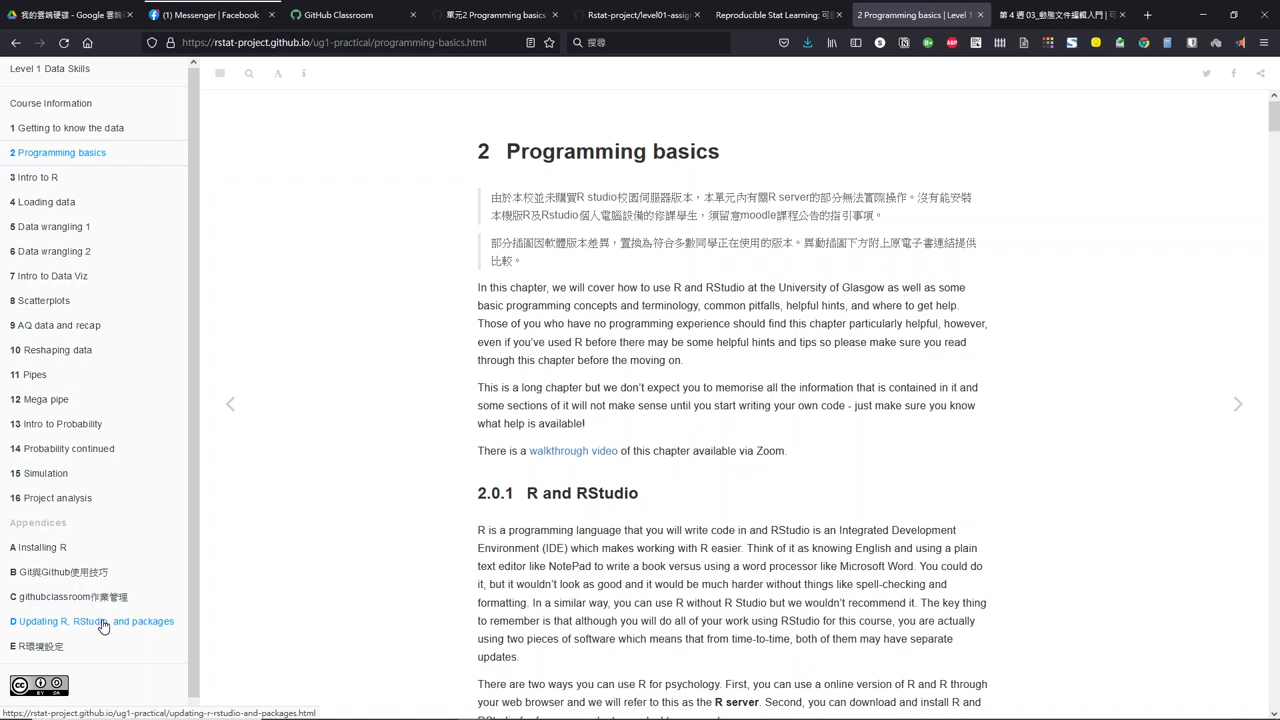 我的雲端硬碟 - Google 雲端
(1) Messenger | Facebook
GitHub Classroom
單元2 Programming basics
Rstat-project/level01-assig
Reproducible Stat Learning: 可
2 Programming basics | Level 1
第 4 週 03_動態文件編輯入門 | 可
https://rstat-project.github.io/ug1-practical/programming-basics.html
搜尋
Level 1 Data Skills
Course Information
1 Getting to know the data
2 Programming basics
3 Intro to R
4 Loading data
5 Data wrangling 1
6 Data wrangling 2
7 Intro to Data Viz
8 Scatterplots
9 AQ data and recap
10 Reshaping data
11 Pipes
12 Mega pipe
13 Intro to Probability
14 Probability continued
15 Simulation
16 Project analysis
Appendices
A Installing R
B Git與Github使用技巧
C githubclassroom作業管理
D Updating R, RStudio, and packages
E R環境設定
CC BY SA
https://rstat-project.github.io/ug1-practical/updating-r-rstudio-and-packages.html
2 Programming basics
由於本校並未購買R studio校園伺服器版本，本單元內有關R server的部分無法實際操作。沒有能安裝
本機版R及Rstudio個人電腦設備的修課學生，須留意moodle課程公告的指引事項。
部分插圖因軟體版本差異，置換為符合多數同學正在使用的版本。異動插圖下方附上原電子書連結提供
比較。
In this chapter, we will cover how to use R and RStudio at the University of Glasgow as well as some
basic programming concepts and terminology, common pitfalls, helpful hints, and where to get help.
Those of you who have no programming experience should find this chapter particularly helpful, however,
even if you've used R before there may be some helpful hints and tips so please make sure you read
through this chapter before the moving on.
This is a long chapter but we don't expect you to memorise all the information that is contained in it and
some sections of it will not make sense until you start writing your own code - just make sure you know
what help is available!
There is a walkthrough video of this chapter available via Zoom.
2.0.1 R and RStudio
R is a programming language that you will write code in and RStudio is an Integrated Development
Environment (IDE) which makes working with R easier. Think of it as knowing English and using a plain
text editor like NotePad to write a book versus using a word processor like Microsoft Word. You could do
it, but it wouldn't look as good and it would be much harder without things like spell-checking and
formatting. In a similar way, you can use R without R Studio but we wouldn't recommend it. The key thing
to remember is that although you will do all of your work using RStudio for this course, you are actually
using two pieces of software which means that from time-to-time, both of them may have separate
updates.
There are two ways you can use R for psychology. First, you can use a online version of R and R through
your web browser and we will refer to this as the R server. Second, you can download and install R and